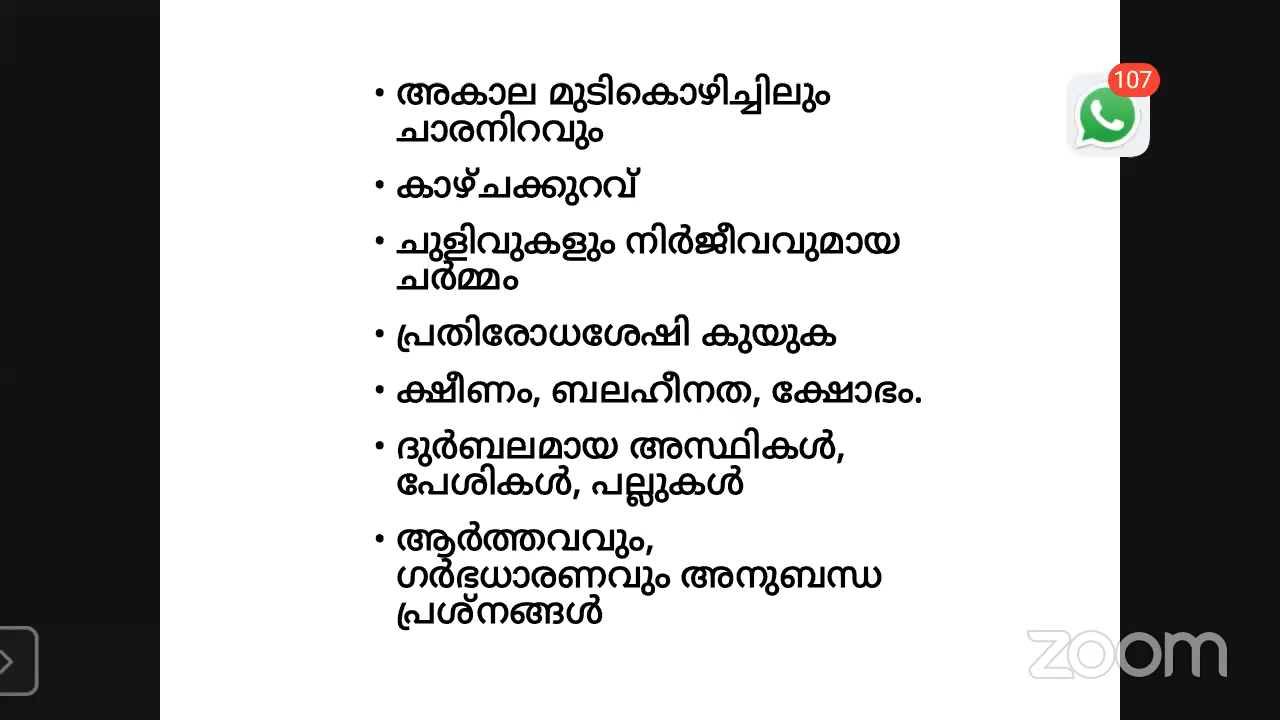 • അകാല മുടികൊഴിച്ചിലും
ചാരനിറവും
• കാഴ്ചക്കുറവ്
• ചുളിവുകളും നിർജീവവുമായ
ചർമ്മം
• പ്രതിരോധശേഷി കുയുക
• ക്ഷീണം, ബലഹീനത, ക്ഷോഭം.
• ദുർബലമായ അസ്ഥികൾ,
പേശികൾ, പല്ലുകൾ
• ആർത്തവവും,
ഗർഭധാരണവും അനുബന്ധ
പ്രശ്നങ്ങൾ
107
zoom